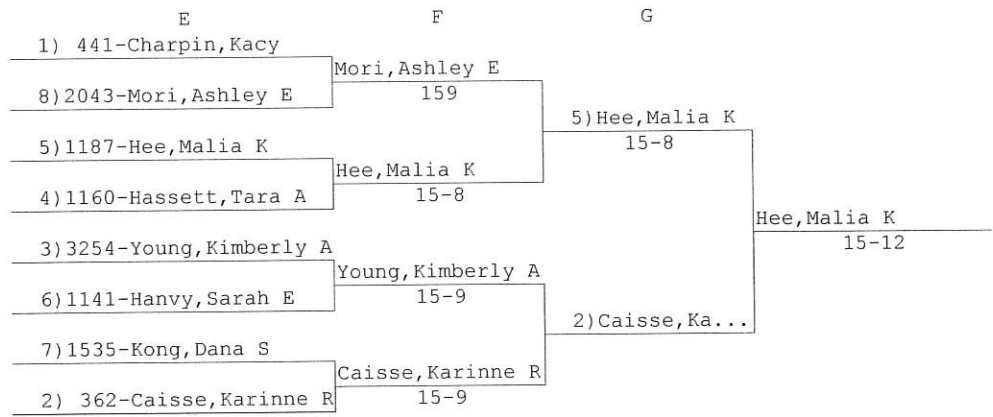 E F G
1) 441-Charpin,Kacy
Mori,Ashley E
159
8)2043-Mori,Ashley E
5)Hee,Malia K
15-8
5)1187-Hee,Malia K
Hee,Malia K
15-8
4)1160-Hassett,Tara A
Hee,Malia K
15-12
3)3254-Young,Kimberly A
Young,Kimberly A
15-9
6)1141-Hanvy,Sarah E
2)Caisse,Ka...
7)1535-Kong,Dana S
Caisse,Karinne R
15-9
2) 362-Caisse,Karinne R